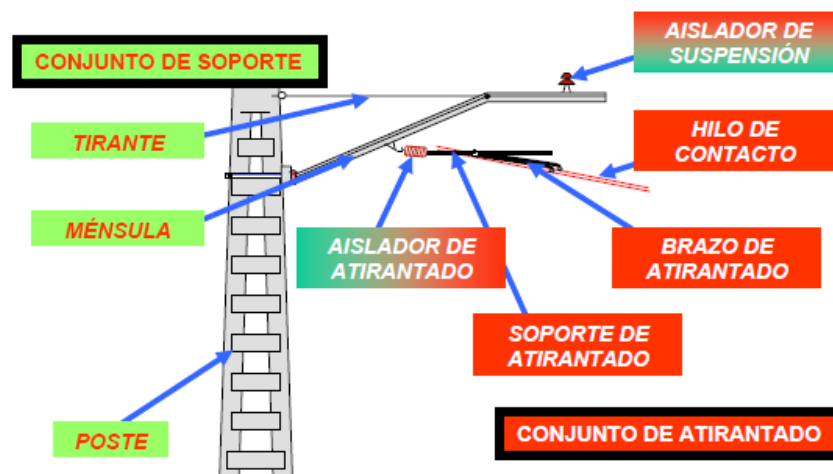 CONJUNTO DE SOPORTE
AISLADOR DE
SUSPENSIÓN
TIRANTE
HILO DE
CONTACTO
MÉNSULA
AISLADOR DE
ATIRANTADO
BRAZO DE
ATIRANTADO
SOPORTE DE
ATIRANTADO
POSTE
CONJUNTO DE ATIRANTADO